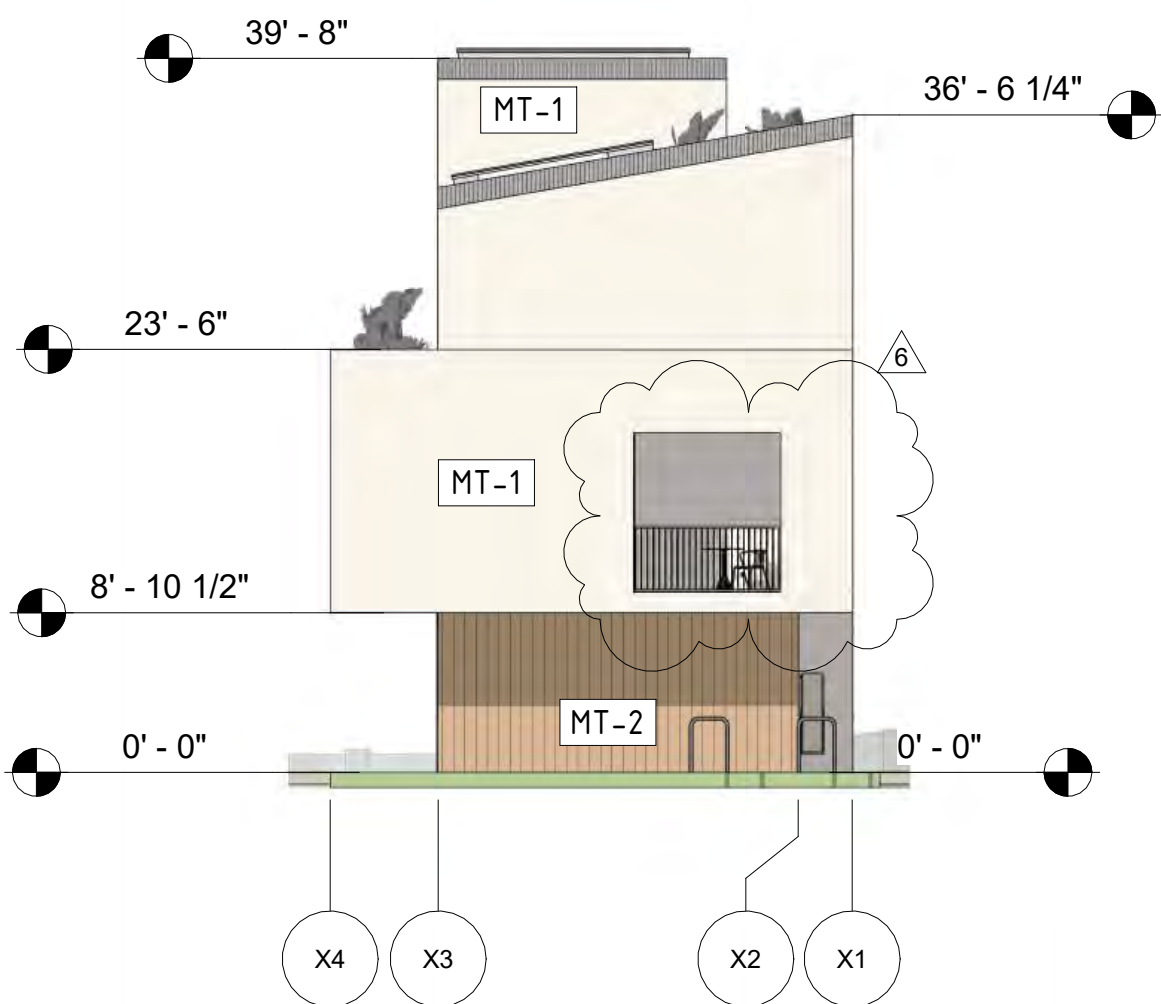 39' - 8"
MT-1
36' - 6 1/4"
23' - 6"
6
MT-1
8' - 10 1/2"
MT-2
0' - 0"
0' - 0"
X4
X3
X2
X1